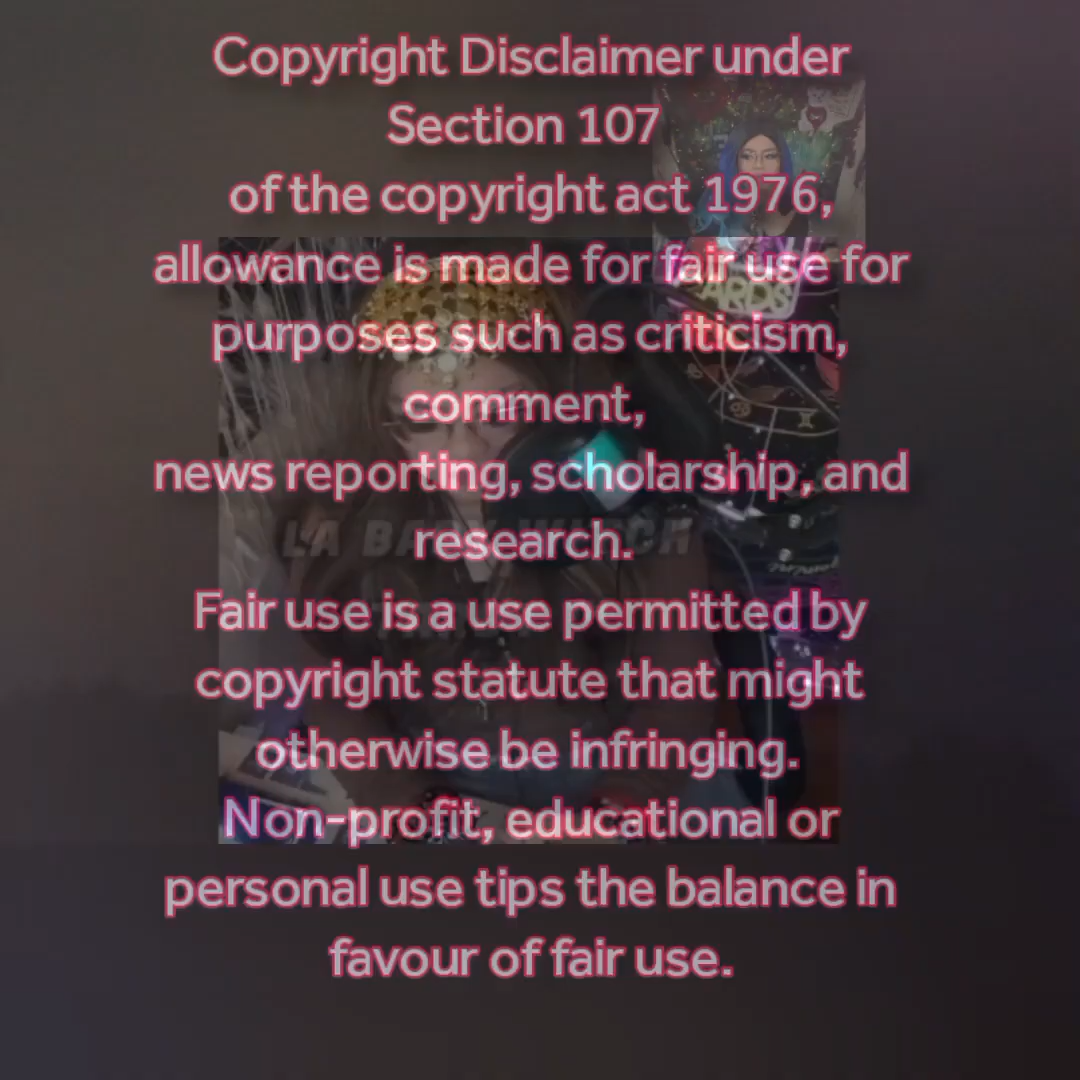 Copyright Disclaimer under
Section 107
of the copyright act 1976,
allowance is made for fair use for
purposes such as criticism,
comment,
news reporting, scholarship, and
research.
Fair use is a use permitted by
copyright statute that might
otherwise be infringing.
Non-profit, educational or
personal use tips the balance in
favour of fair use.
LA